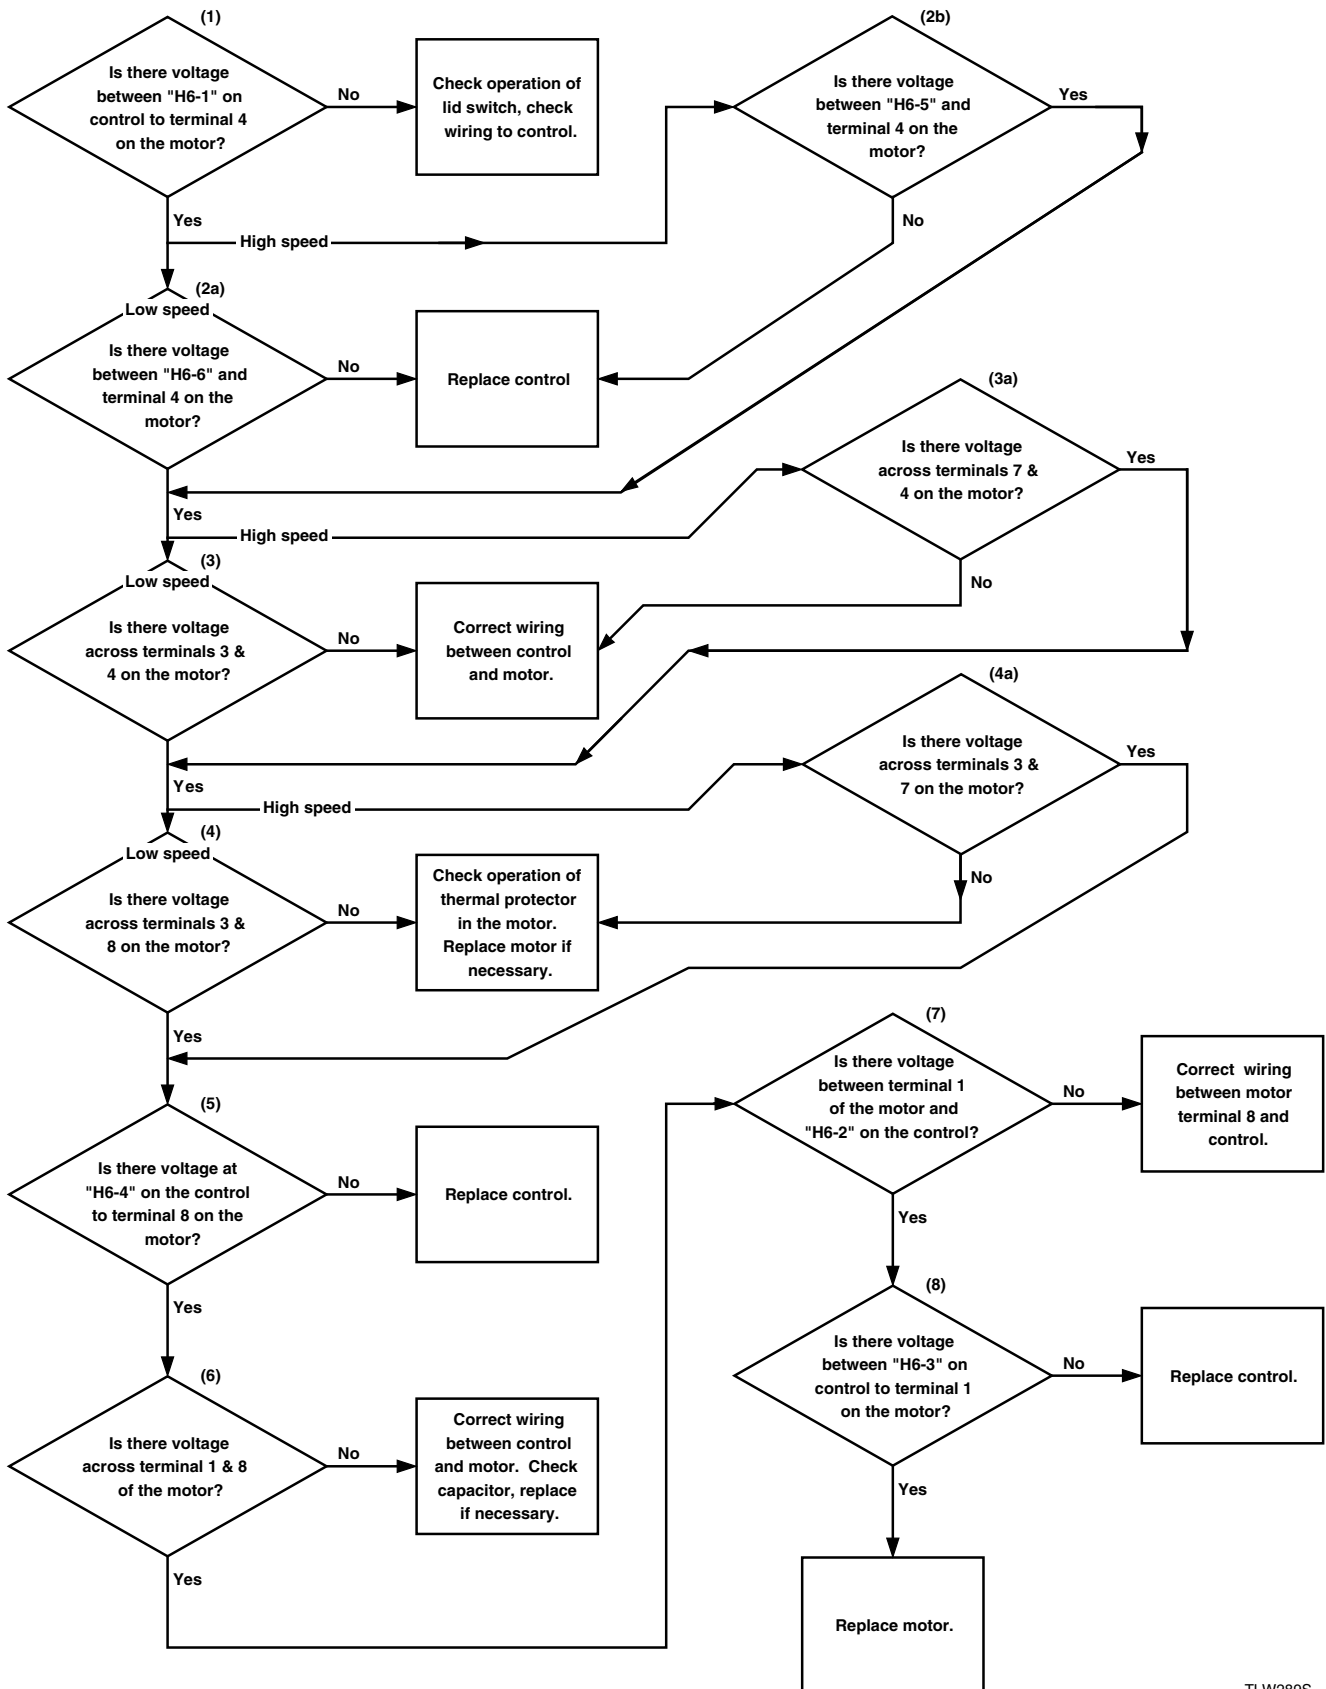 (1)
Is there voltage
between "H6-1" on
control to terminal 4
on the motor?
No
Check operation of
lid switch, check
wiring to control.
Yes
High speed
(2b)
Is there voltage
between "H6-5" and
terminal 4 on the
motor?
Yes
No
(2a)
Low speed
Is there voltage
between "H6-6" and
terminal 4 on the
motor?
No
Replace control
Yes
High speed
(3a)
Is there voltage
across terminals 7 &
4 on the motor?
Yes
No
(3)
Low speed
Is there voltage
across terminals 3 &
4 on the motor?
No
Correct wiring
between control
and motor.
Yes
High speed
(4a)
Is there voltage
across terminals 3 &
7 on the motor?
Yes
No
(4)
Low speed
Is there voltage
across terminals 3 &
8 on the motor?
No
Check operation of
thermal protector
in the motor.
Replace motor if
necessary.
Yes
(5)
Is there voltage at
"H6-4" on the control
to terminal 8 on the
motor?
No
Replace control.
Yes
(6)
Is there voltage
across terminal 1 & 8
of the motor?
No
Correct wiring
between control
and motor.  Check
capacitor, replace
if necessary.
Yes
(7)
Is there voltage
between terminal 1
of the motor and
"H6-2" on the control?
No
Correct  wiring
between motor
terminal 8 and
control.
Yes
(8)
Is there voltage
between "H6-3" on
control to terminal 1
on the motor?
No
Replace control.
Yes
Replace motor.